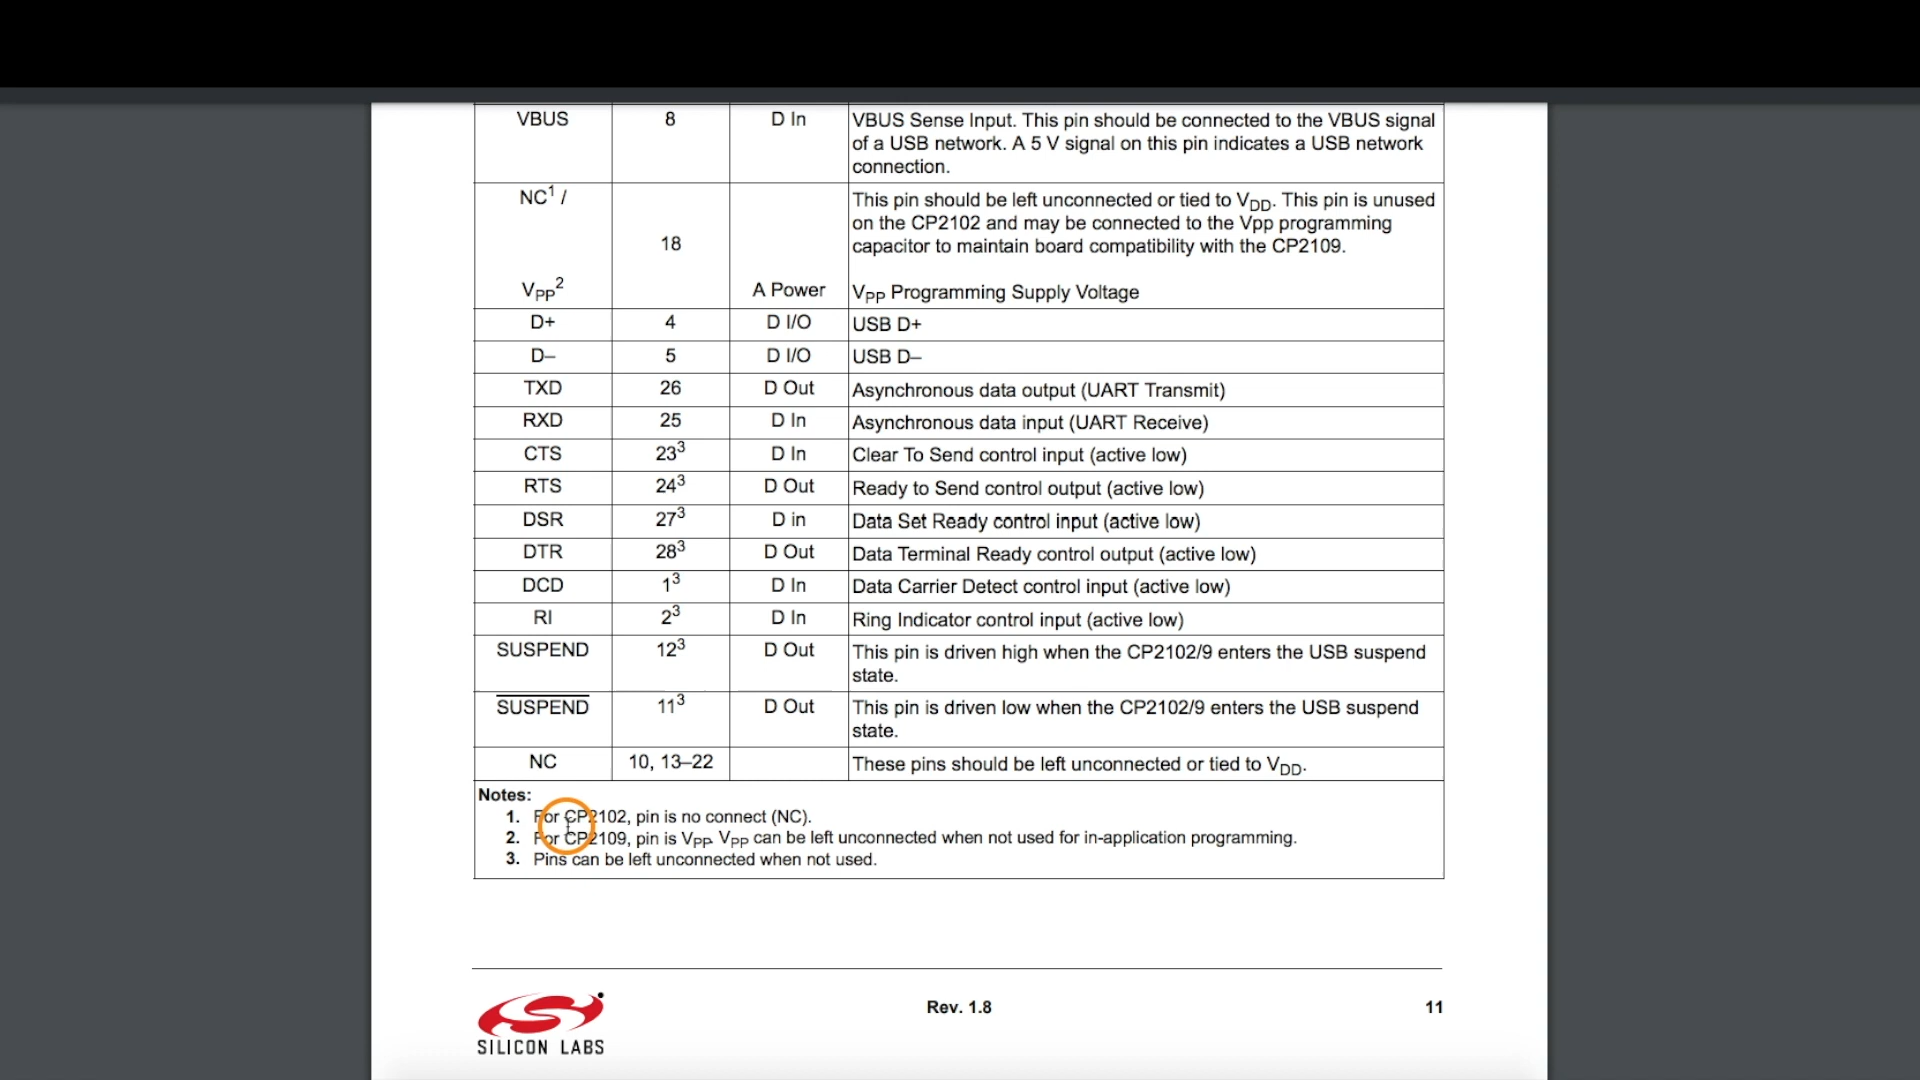 VBUS 8 D In VBUS Sense Input. This pin should be connected to the VBUS signal
of a USB network. A 5 V signal on this pin indicates a USB network
connection.
NC1 / This pin should be left unconnected or tied to VDD. This pin is unused
on the CP2102 and may be connected to the Vpp programming
18 capacitor to maintain board compatibility with the CP2109.
VPP2 A Power VPP Programming Supply Voltage
D+ 4 D I/O USB D+
D– 5 D I/O USB D–
TXD 26 D Out Asynchronous data output (UART Transmit)
RXD 25 D In Asynchronous data input (UART Receive)
CTS 233 D In Clear To Send control input (active low)
RTS 243 D Out Ready to Send control output (active low)
DSR 273 D in Data Set Ready control input (active low)
DTR 283 D Out Data Terminal Ready control output (active low)
DCD 13 D In Data Carrier Detect control input (active low)
RI 23 D In Ring Indicator control input (active low)
SUSPEND 123 D Out This pin is driven high when the CP2102/9 enters the USB suspend
state.
SUSPEND 113 D Out This pin is driven low when the CP2102/9 enters the USB suspend
state.
NC 10, 13–22 These pins should be left unconnected or tied to VDD.
Notes:
1. For CP2102, pin is no connect (NC).
2. For CP2109, pin is VPP. VPP can be left unconnected when not used for in-application programming.
3. Pins can be left unconnected when not used.
Rev. 1.8 11
SILICON LABS